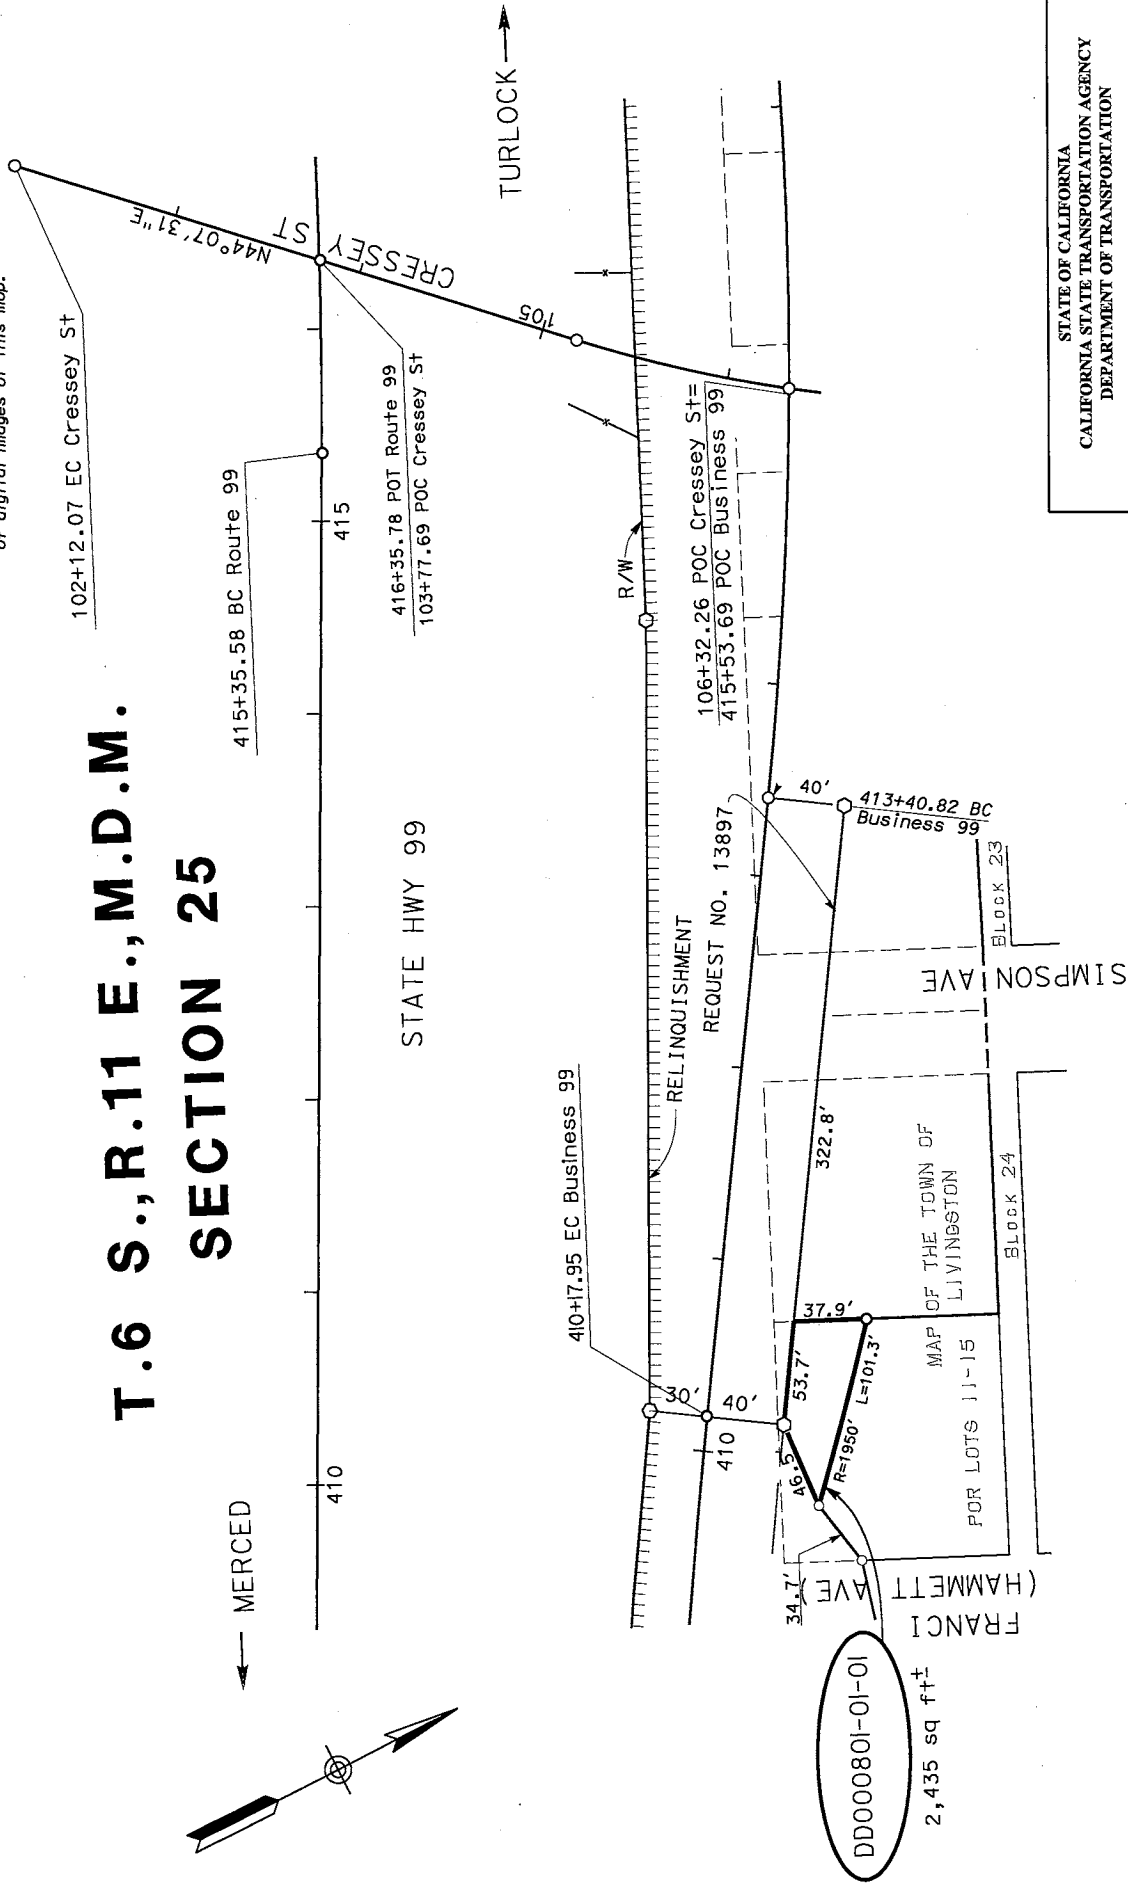 or digital images of this map.
T.6 S.,R.11 E.,M.D.M.
SECTION 25
102+12.07 EC Cressey St
415+35.58 BC Route 99
416+35.78 POT Route 99
103+77.69 POC Cressey St
N44°07'31"E
CRESSEY ST
105
← MERCED
TURLOCK →
410
415
STATE HWY 99
R/W
106+32.26 POC Cressey St=
415+53.69 POC Business 99
410+17.95 EC Business 99
RELINQUISHMENT
REQUEST NO. 13897
413+40.82 BC
Business 99
40'
30'
40'
410
322.8'
53.7'
37.9'
46.5
R=1950'
L=101.3'
34.7'
MAP OF THE TOWN OF
LIVINGSTON
POR LOTS 11-15
BLOCK 24
BLOCK 23
SIMPSON AVE
FRANCI
(HAMMETT AVE)
DD000801-01-01
2,435 sq ft±
STATE OF CALIFORNIA
CALIFORNIA STATE TRANSPORTATION AGENCY
DEPARTMENT OF TRANSPORTATION